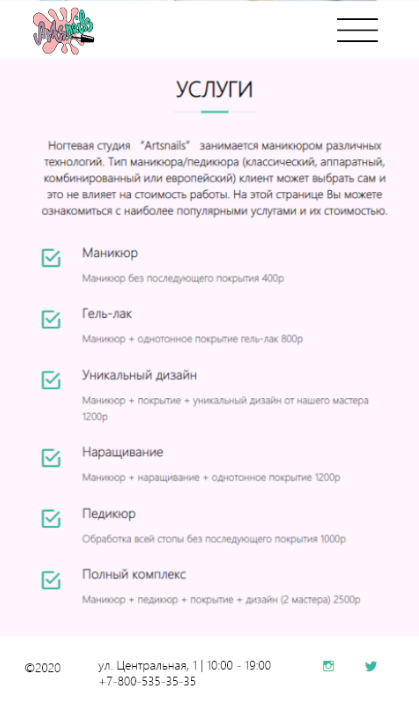 Artsnails
УСЛУГИ
Ногтевая студия “Artsnails” занимается маникюром различных
технологий. Тип маникюра/педикюра (классический, аппаратный,
комбинированный или европейский) клиент может выбрать сам и
это не влияет на стоимость работы. На этой странице Вы можете
ознакомиться с наиболее популярными услугами и их стоимостью.
Маникюр
Маникюр без последующего покрытия 400р
Гель-лак
Маникюр + однотонное покрытие гель-лак 800р
Уникальный дизайн
Маникюр + покрытие + уникальный дизайн от нашего мастера
1200р
Наращивание
Маникюр + наращивание + однотонное покрытие 1200р
Педикюр
Обработка всей стопы без последующего покрытия 1000р
Полный комплекс
Маникюр + педикюр + покрытие + дизайн (2 мастера) 2500р
©2020
ул. Центральная, 1 | 10:00 - 19:00
+7-800-535-35-35